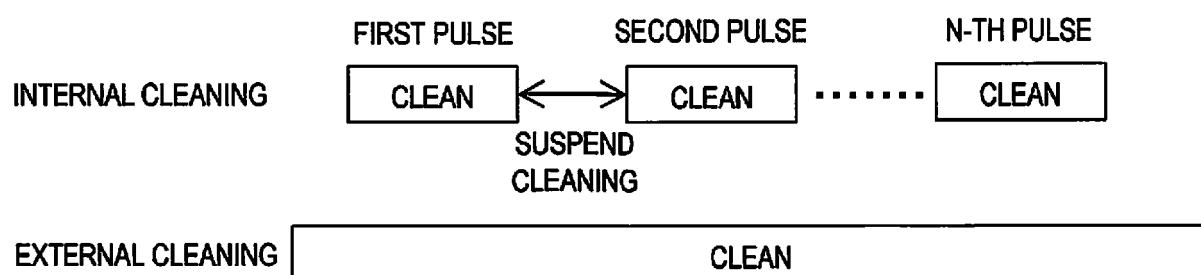 FIRST PULSE SECOND PULSE N-TH PULSE
INTERNAL CLEANING CLEAN CLEAN ....... CLEAN
SUSPEND
CLEANING
EXTERNAL CLEANING CLEAN